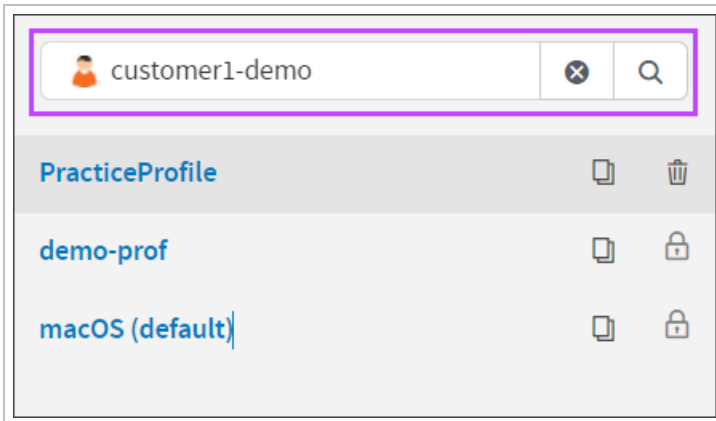 customer1-demo
PracticeProfile
demo-prof
macOS (default)